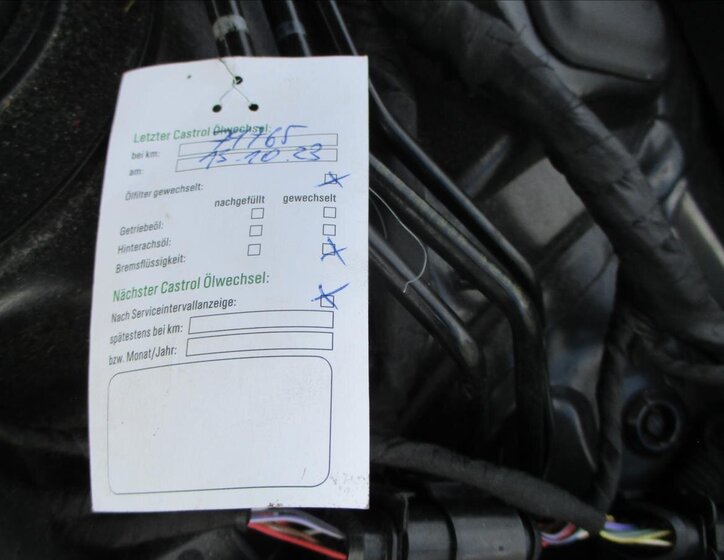 Letzter Castrol Ölwechsel:
bei km: 71165
am: 15.10.23
Ölfilter gewechselt:
nachgefüllt gewechselt
Getriebeöl:
Hinterachsöl:
Bremsflüssigkeit:
Nächster Castrol Ölwechsel:
Nach Serviceintervallanzeige:
spätestens bei km:
bzw. Monat/Jahr: